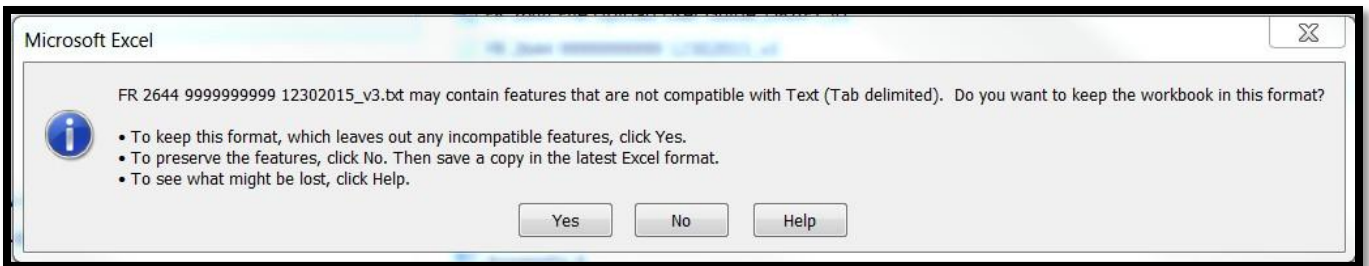 Microsoft Excel
FR 2644 9999999999 12302015_v3.txt may contain features that are not compatible with Text (Tab delimited).  Do you want to keep the workbook in this format?
• To keep this format, which leaves out any incompatible features, click Yes.
• To preserve the features, click No. Then save a copy in the latest Excel format.
• To see what might be lost, click Help.
Yes No Help